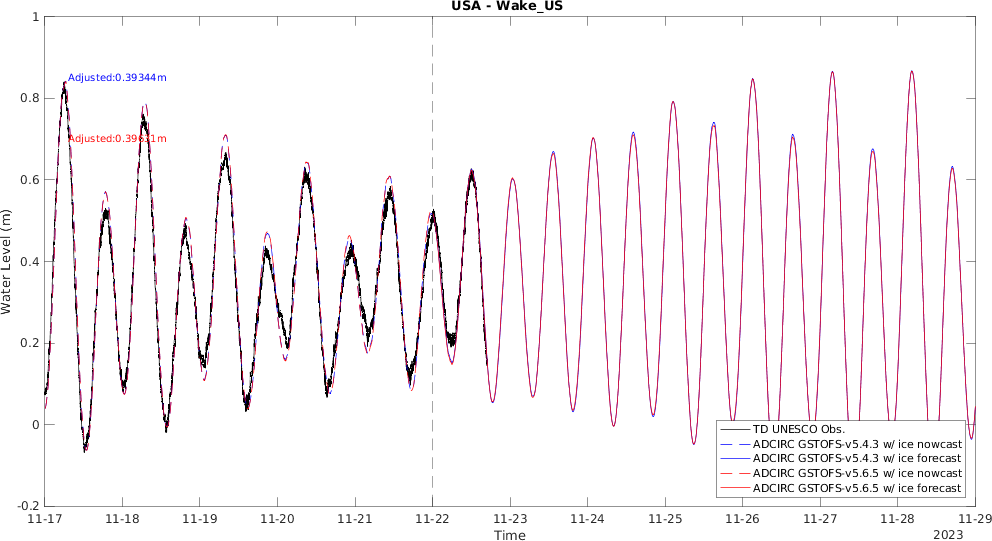 USA - Wake_US
Water Level (m)
1
0.8
0.6
0.4
0.2
0
-0.2
Adjusted:0.39344m
11-17
11-18
11-19
11-20
11-21
11-22
11-23
11-24
11-25
11-26
11-27
11-28
11-29
Time
2023
TD UNESCO Obs.
ADCIRC GSTOFS-v5.4.3 w/ ice nowcast
ADCIRC GSTOFS-v5.4.3 w/ ice forecast
ADCIRC GSTOFS-v5.6.5 w/ ice nowcast
ADCIRC GSTOFS-v5.6.5 w/ ice forecast